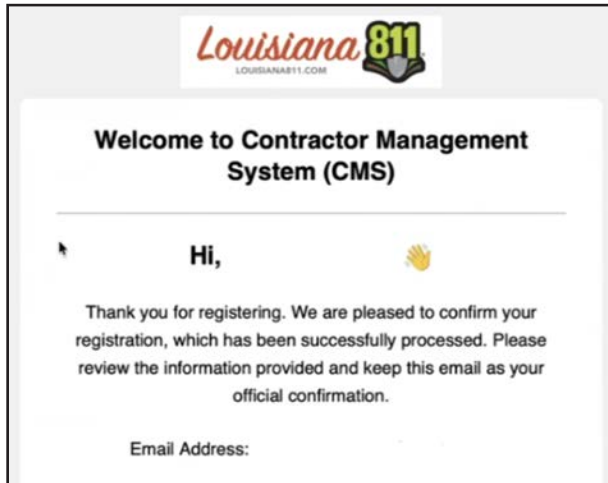 Louisiana 811
LOUISIANA811.COM
Welcome to Contractor Management
System (CMS)
Hi, 👋
Thank you for registering. We are pleased to confirm your
registration, which has been successfully processed. Please
review the information provided and keep this email as your
official confirmation.
Email Address: